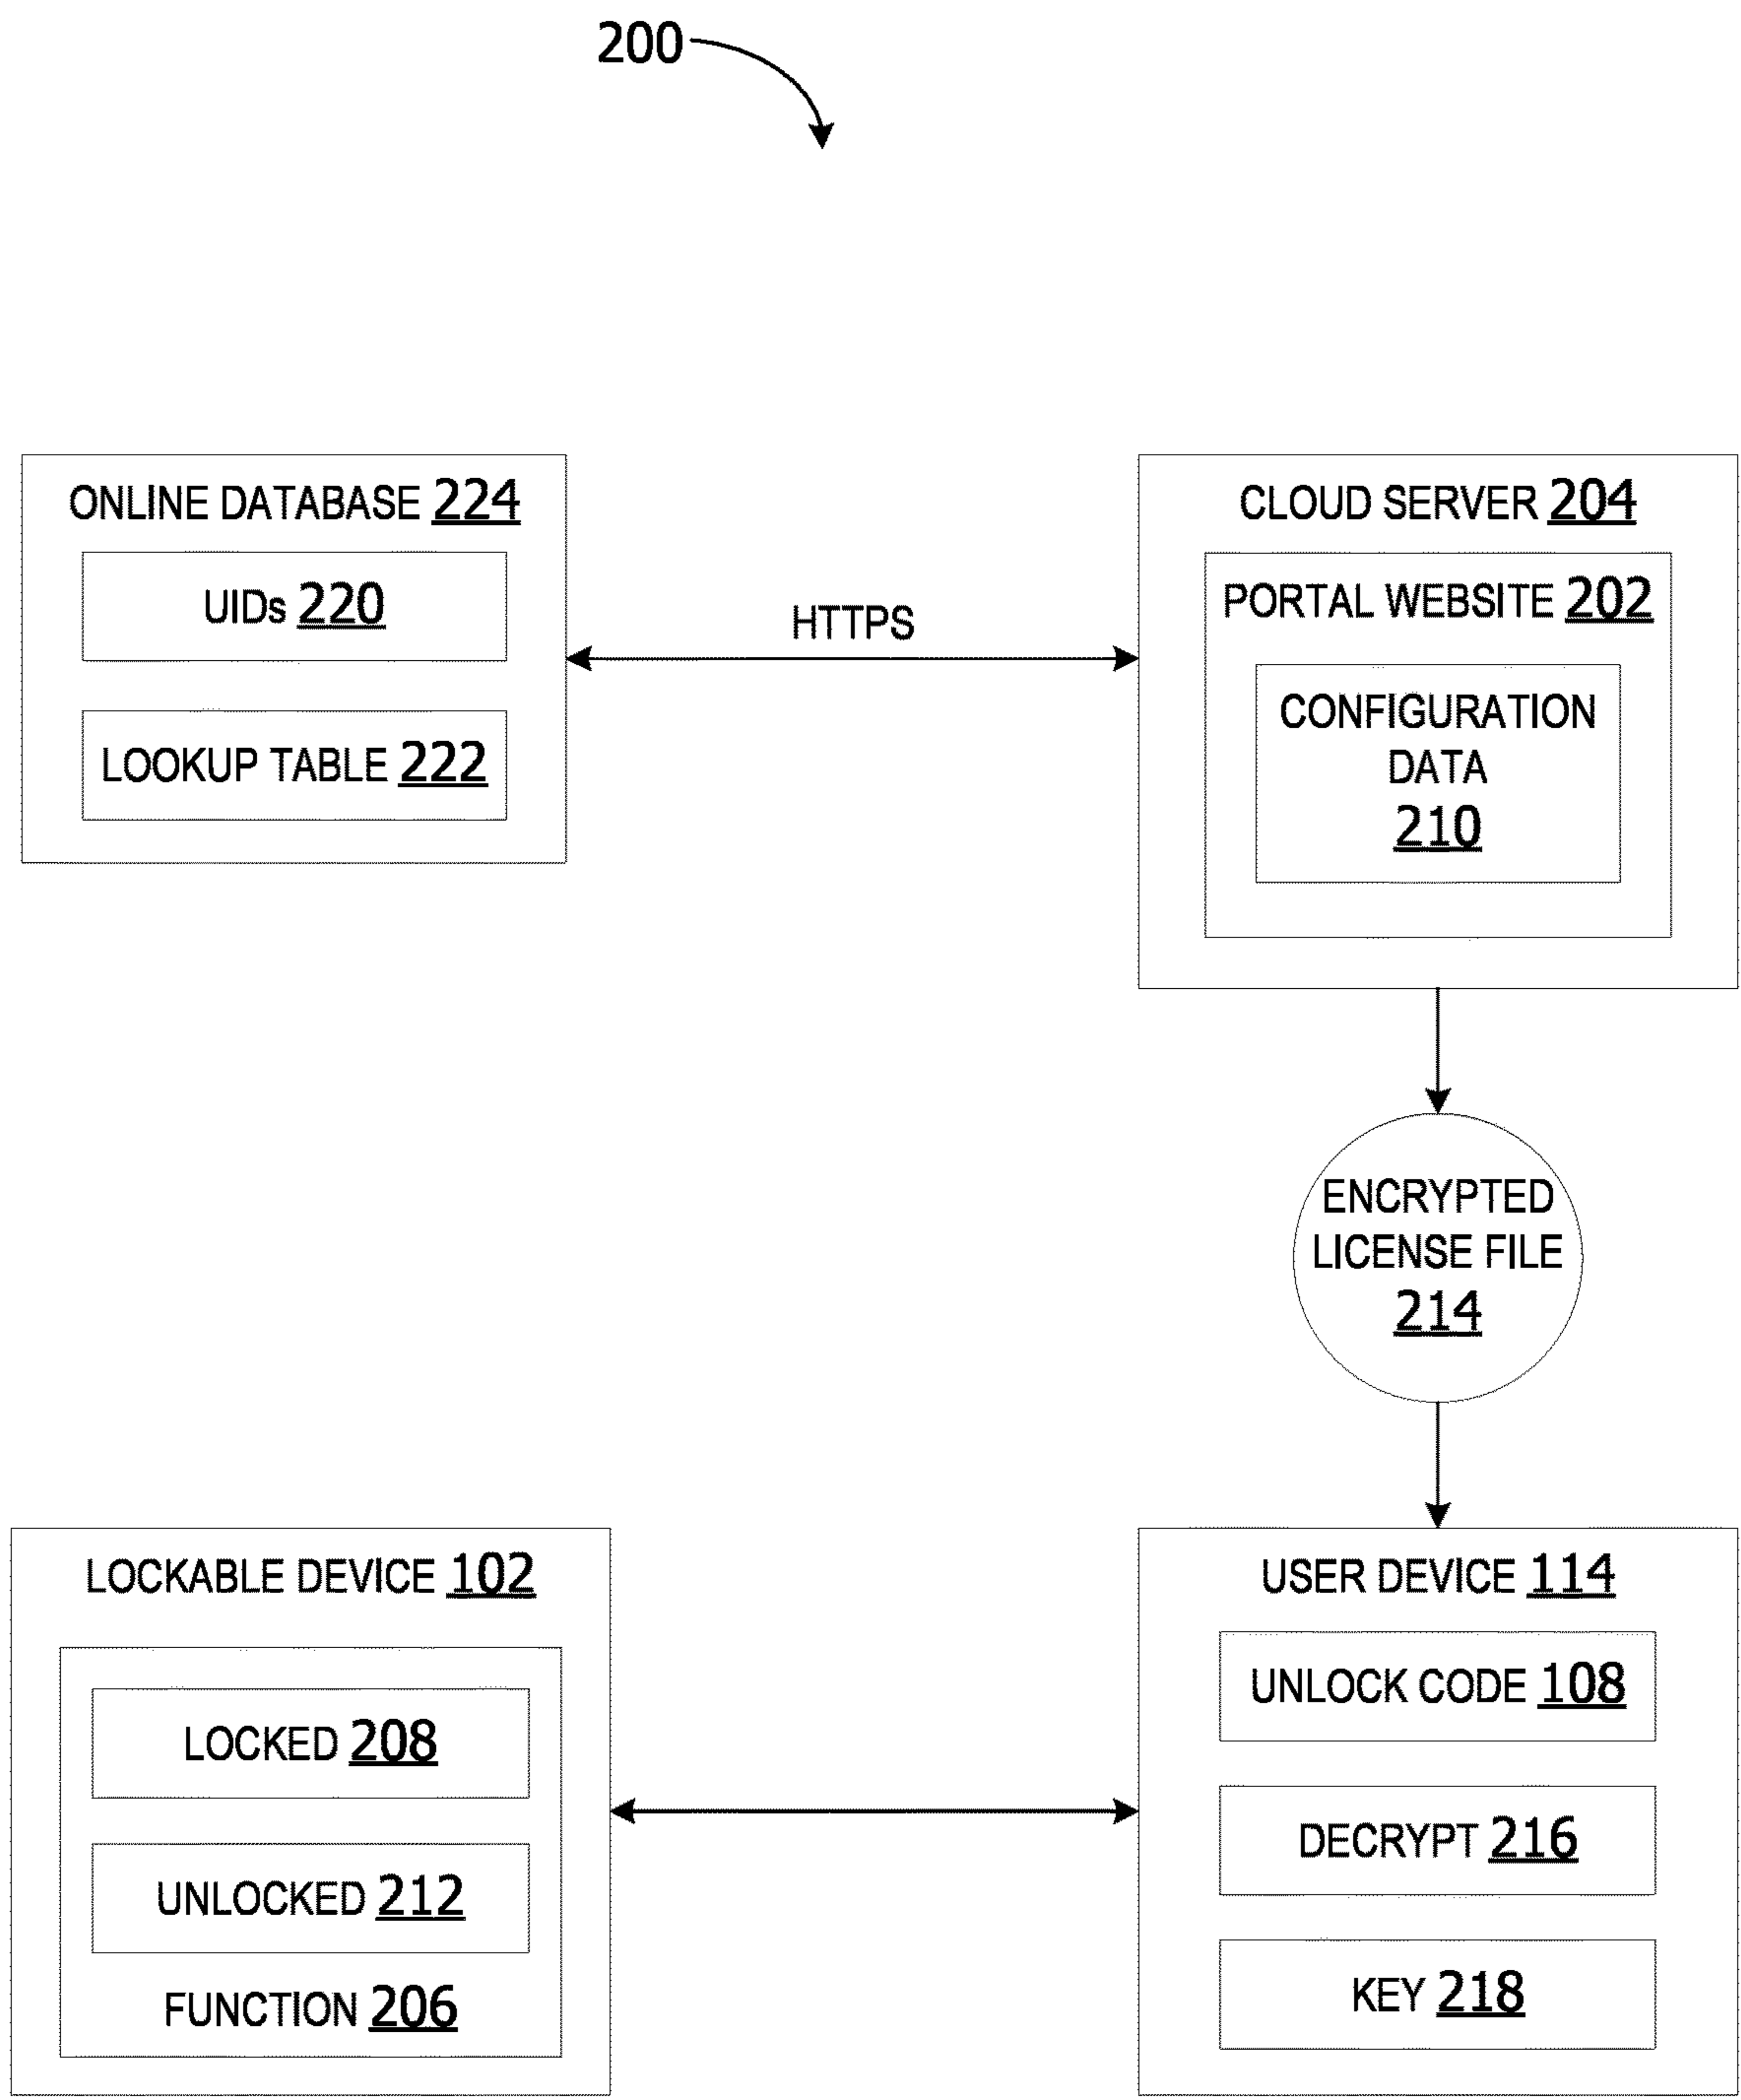 200
ONLINE DATABASE 224
UIDs 220
LOOKUP TABLE 222
HTTPS
CLOUD SERVER 204
PORTAL WEBSITE 202
CONFIGURATION
DATA
210
ENCRYPTED
LICENSE FILE
214
LOCKABLE DEVICE 102
LOCKED 208
UNLOCKED 212
FUNCTION 206
USER DEVICE 114
UNLOCK CODE 108
DECRYPT 216
KEY 218